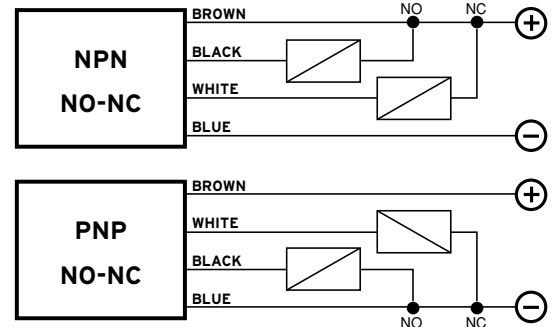 BROWN
NO
NC
+
NPN
NO-NC
BLACK
WHITE
BLUE
−
BROWN
+
PNP
NO-NC
WHITE
BLACK
BLUE
−
NO
NC